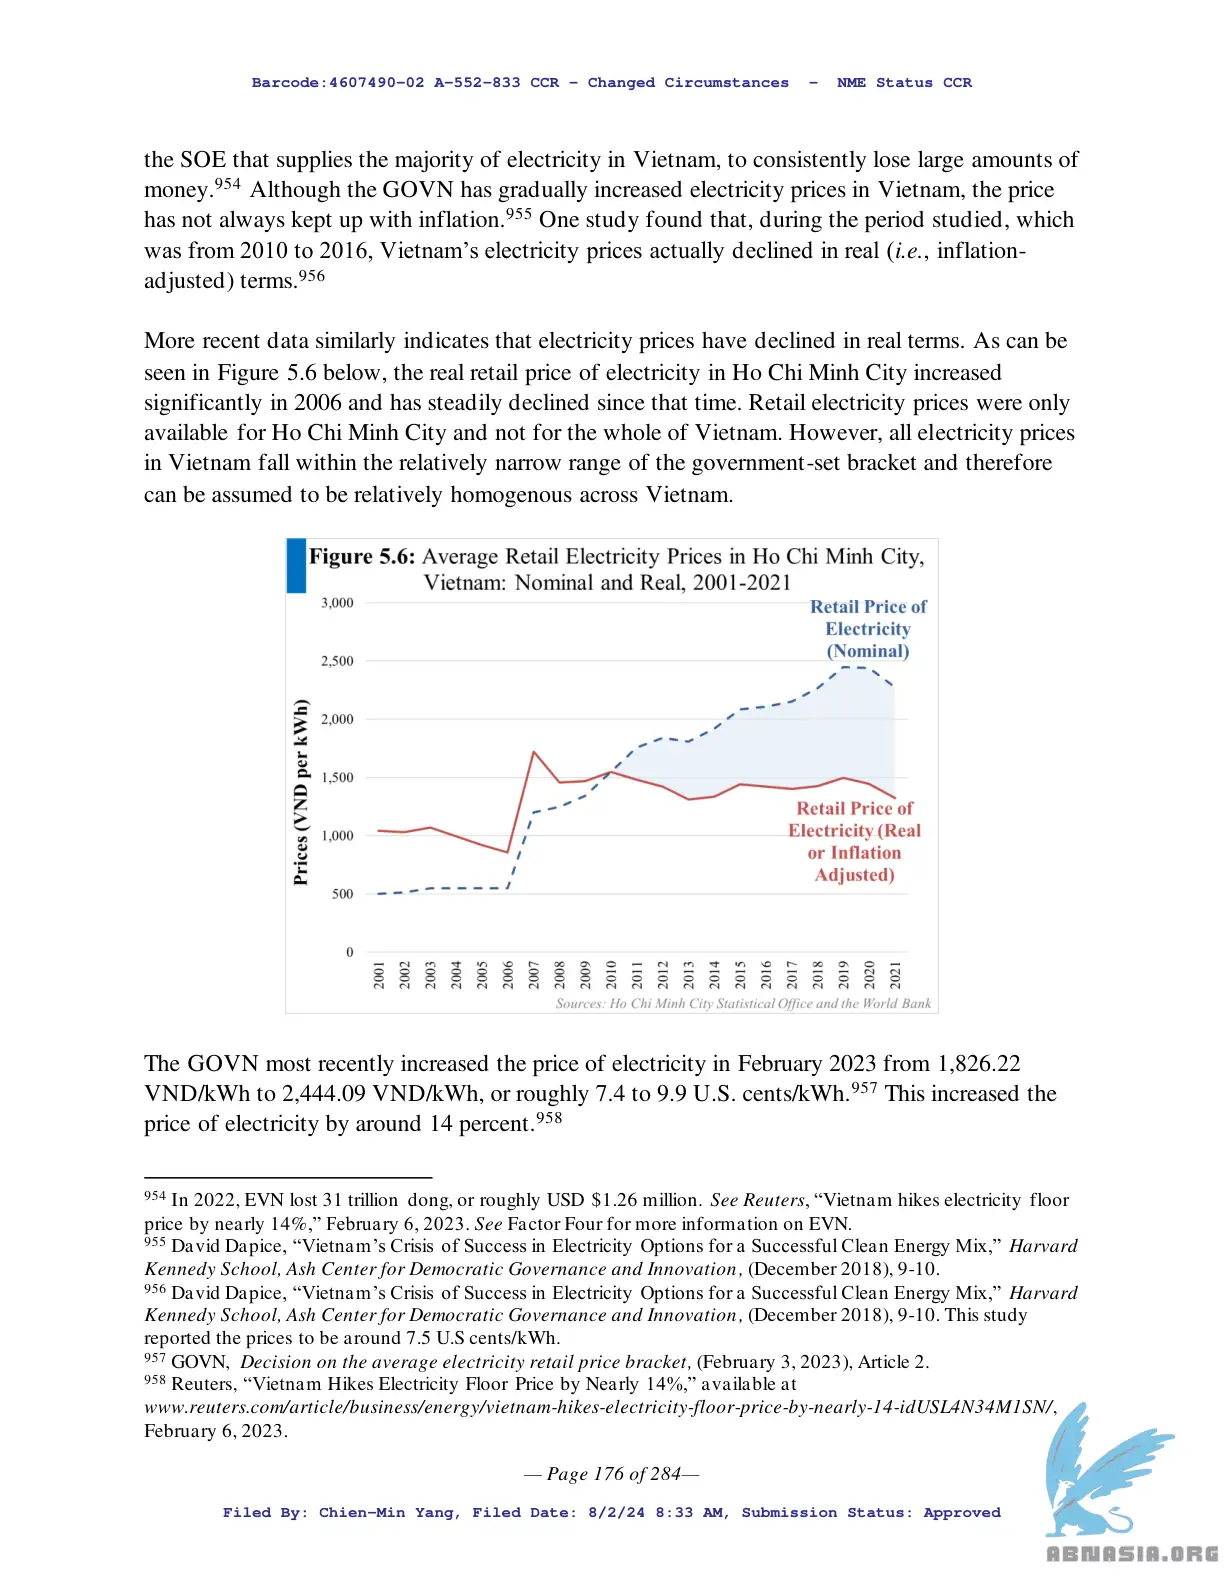 Barcode:4607490-02 A-552-833 CCR - Changed Circumstances - NME Status CCR
the SOE that supplies the majority of electricity in Vietnam, to consistently lose large amounts of
money.954 Although the GOVN has gradually increased electricity prices in Vietnam, the price
has not always kept up with inflation.955 One study found that, during the period studied, which
was from 2010 to 2016, Vietnam's electricity prices actually declined in real (i.e., inflation-
adjusted) terms.956
More recent data similarly indicates that electricity prices have declined in real terms. As can be
seen in Figure 5.6 below, the real retail price of electricity in Ho Chi Minh City increased
significantly in 2006 and has steadily declined since that time. Retail electricity prices were only
available for Ho Chi Minh City and not for the whole of Vietnam. However, all electricity prices
in Vietnam fall within the relatively narrow range of the government-set bracket and therefore
can be assumed to be relatively homogenous across Vietnam.
Figure 5.6: Average Retail Electricity Prices in Ho Chi Minh City,
Vietnam: Nominal and Real, 2001-2021
Prices (VND per kWh)
3,000
2,500
2,000
1,500
1,000
500
0
Retail Price of
Electricity
(Nominal)
Retail Price of
Electricity (Real
or Inflation
Adjusted)
2001 2002 2003 2004 2005 2006 2007 2008 2009 2010 2011 2012 2013 2014 2015 2016 2017 2018 2019 2020 2021
Sources: Ho Chi Minh City Statistical Office and the World Bank
The GOVN most recently increased the price of electricity in February 2023 from 1,826.22
VND/kWh to 2,444.09 VND/kWh, or roughly 7.4 to 9.9 U.S. cents/kWh.957 This increased the
price of electricity by around 14 percent.958
954 In 2022, EVN lost 31 trillion dong, or roughly USD $1.26 million. See Reuters, “Vietnam hikes electricity floor
price by nearly 14%,” February 6, 2023. See Factor Four for more information on EVN.
955 David Dapice, “Vietnam’s Crisis of Success in Electricity Options for a Successful Clean Energy Mix,” Harvard
Kennedy School, Ash Center for Democratic Governance and Innovation, (December 2018), 9-10.
956 David Dapice, “Vietnam’s Crisis of Success in Electricity Options for a Successful Clean Energy Mix,” Harvard
Kennedy School, Ash Center for Democratic Governance and Innovation, (December 2018), 9-10. This study
reported the prices to be around 7.5 U.S cents/kWh.
957 GOVN, Decision on the average electricity retail price bracket, (February 3, 2023), Article 2.
958 Reuters, “Vietnam Hikes Electricity Floor Price by Nearly 14%,” available at
www.reuters.com/article/business/energy/vietnam-hikes-electricity-floor-price-by-nearly-14-idUSL4N34M1SN/,
February 6, 2023.
— Page 176 of 284—
Filed By: Chien-Min Yang, Filed Date: 8/2/24 8:33 AM, Submission Status: Approved
ABNASIA.ORG